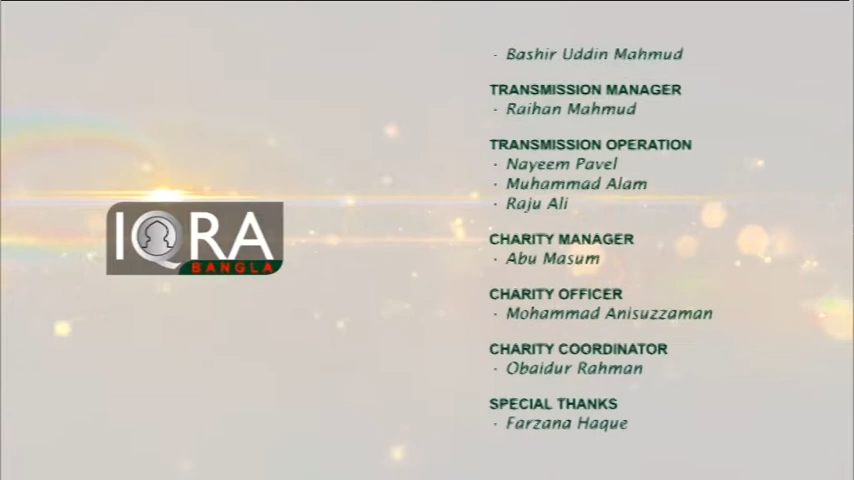 IQRA
BANGLA
- Bashir Uddin Mahmud
TRANSMISSION MANAGER
- Raihan Mahmud
TRANSMISSION OPERATION
- Nayeem Pavel
- Muhammad Alam
- Raju Ali
CHARITY MANAGER
- Abu Masum
CHARITY OFFICER
- Mohammad Anisuzzaman
CHARITY COORDINATOR
- Obaidur Rahman
SPECIAL THANKS
- Farzana Haque